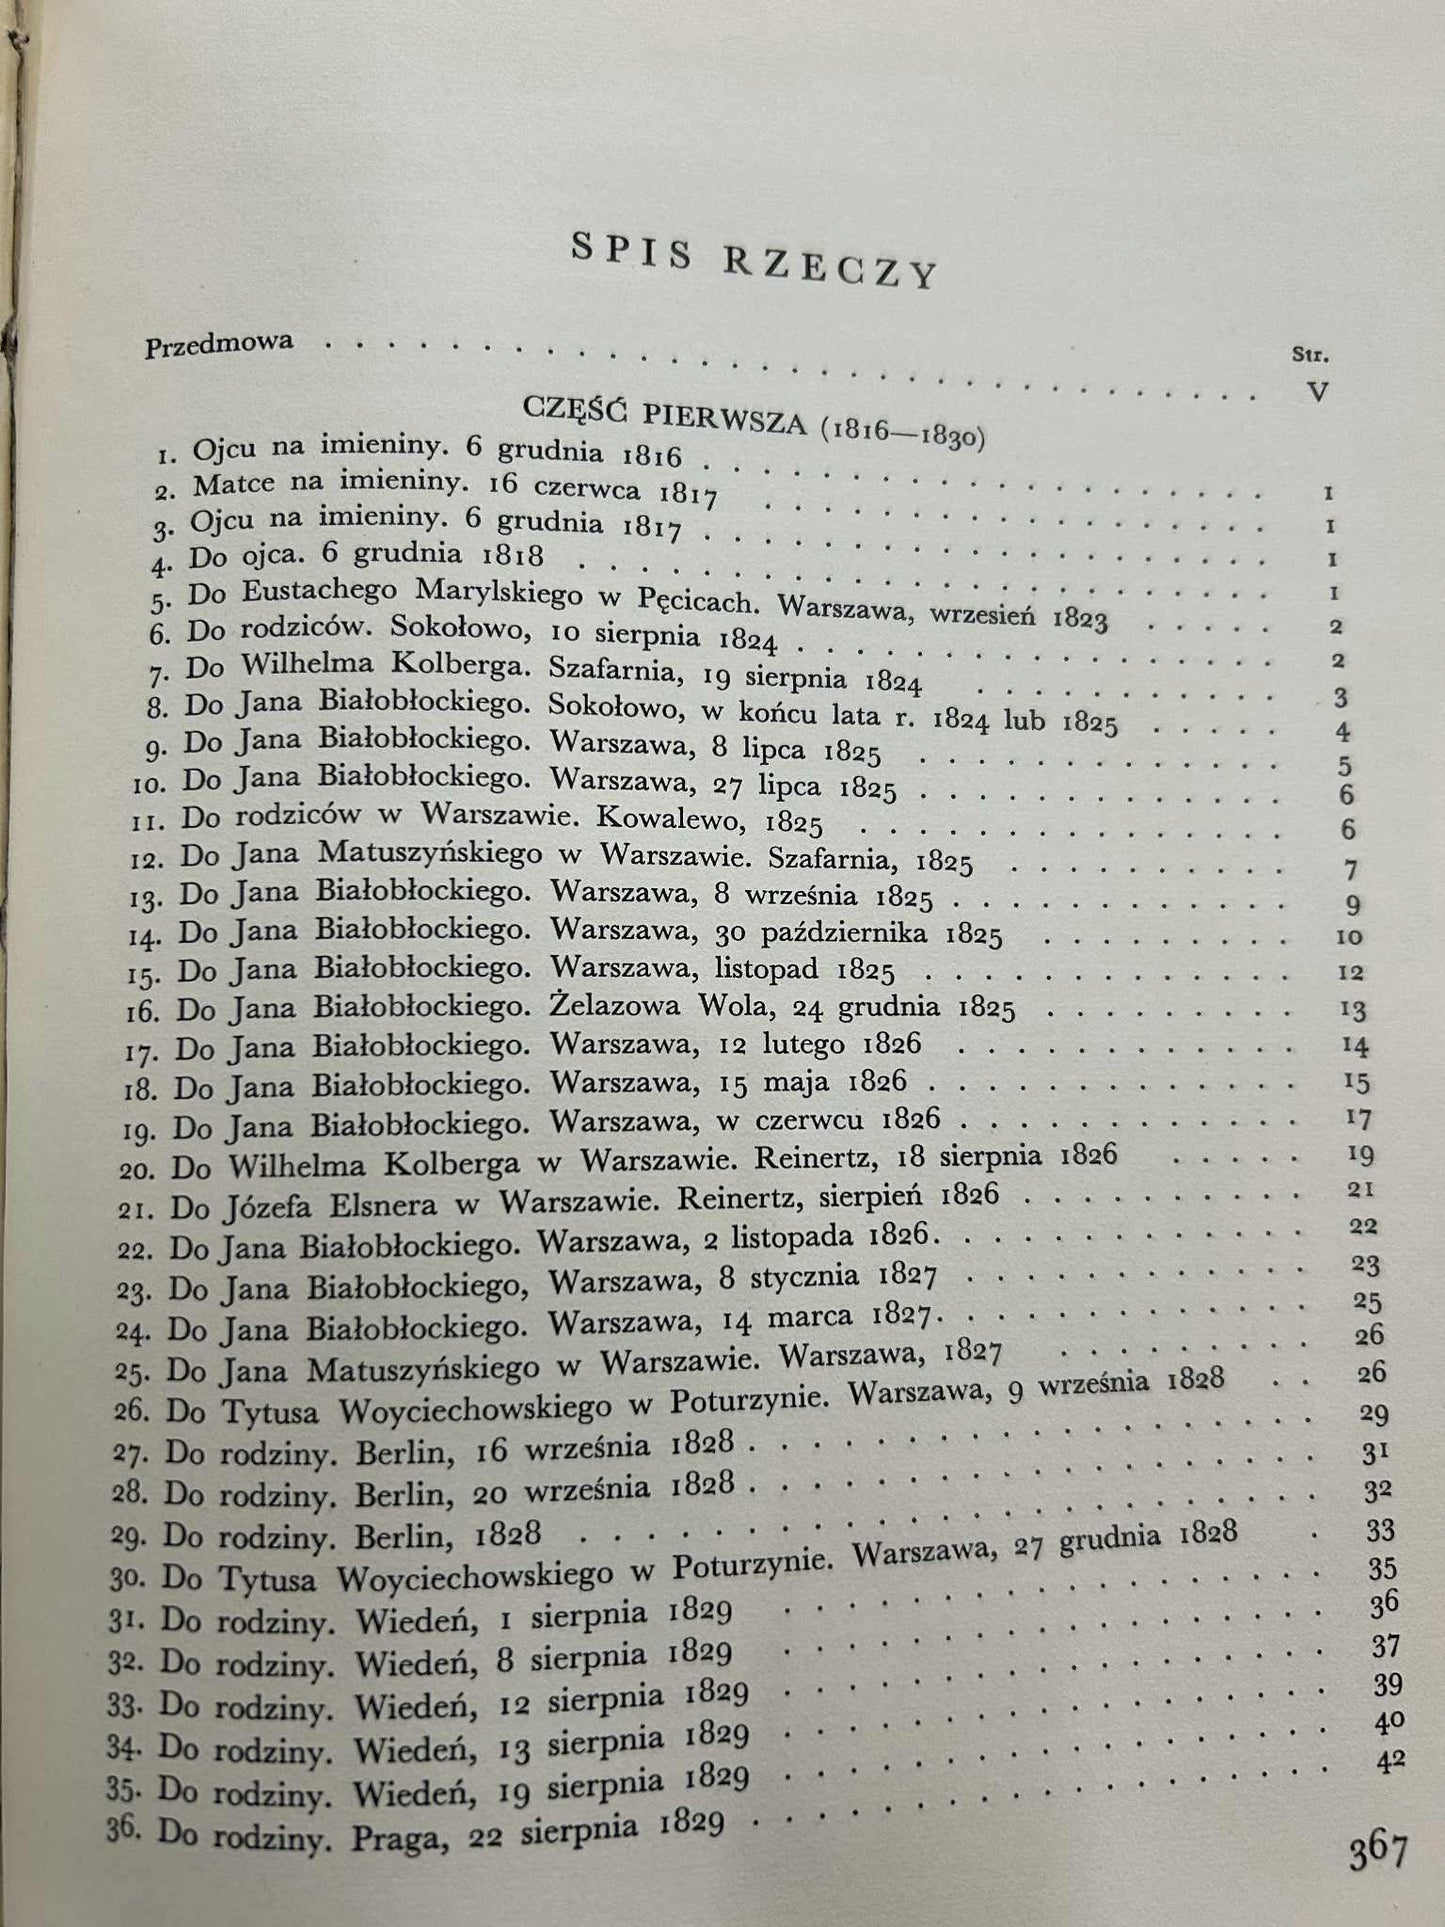 SPIS RZECZY
Str.
Przedmowa . . . . . . . . . . . . . . . . . . . . . . . . . . . . . . V
CZĘŚĆ PIERWSZA (1816—1830)
1. Ojcu na imieniny. 6 grudnia 1816 . . . . . . . . . . . . . . . . . . 1
2. Matce na imieniny. 16 czerwca 1817 . . . . . . . . . . . . . . . . . 1
3. Ojcu na imieniny. 6 grudnia 1817 . . . . . . . . . . . . . . . . . . 1
4. Do ojca. 6 grudnia 1818 . . . . . . . . . . . . . . . . . . . . . . . 1
5. Do Eustachego Marylskiego w Pęcicach. Warszawa, wrzesień 1823 . . . . . 2
6. Do rodziców. Sokołowo, 10 sierpnia 1824 . . . . . . . . . . . . . . . . 2
7. Do Wilhelma Kolberga. Szafarnia, 19 sierpnia 1824 . . . . . . . . . . 3
8. Do Jana Białobłockiego. Sokołowo, w końcu lata r. 1824 lub 1825 . . . . . 4
9. Do Jana Białobłockiego. Warszawa, 8 lipca 1825 . . . . . . . . . . . . . 5
10. Do Jana Białobłockiego. Warszawa, 27 lipca 1825 . . . . . . . . . . . . 6
11. Do rodziców w Warszawie. Kowalewo, 1825 . . . . . . . . . . . . . . . 6
12. Do Jana Matuszyńskiego w Warszawie. Szafarnia, 1825 . . . . . . . . . . 7
13. Do Jana Białobłockiego. Warszawa, 8 września 1825 . . . . . . . . . . . . 9
14. Do Jana Białobłockiego. Warszawa, 30 października 1825 . . . . . . . . . 10
15. Do Jana Białobłockiego. Warszawa, listopad 1825 . . . . . . . . . . . . . 12
16. Do Jana Białobłockiego. Żelazowa Wola, 24 grudnia 1825 . . . . . . . . . 13
17. Do Jana Białobłockiego. Warszawa, 12 lutego 1826 . . . . . . . . . . . . 14
18. Do Jana Białobłockiego. Warszawa, 15 maja 1826 . . . . . . . . . . . . . 15
19. Do Jana Białobłockiego. Warszawa, w czerwcu 1826 . . . . . . . . . . . . 17
20. Do Wilhelma Kolberga w Warszawie. Reinertz, 18 sierpnia 1826 . . . . . 19
21. Do Józefa Elsnera w Warszawie. Reinertz, sierpień 1826 . . . . . . . . . . 21
22. Do Jana Białobłockiego. Warszawa, 2 listopada 1826. . . . . . . . . . . . . 22
23. Do Jana Białobłockiego, Warszawa, 8 stycznia 1827 . . . . . . . . . . . . 23
24. Do Jana Białobłockiego. Warszawa, 14 marca 1827. . . . . . . . . . . . . 25
25. Do Jana Matuszyńskiego w Warszawie. Warszawa, 1827 . . . . . . . . . 26
26. Do Tytusa Woyciechowskiego w Poturzynie. Warszawa, 9 września 1828 . . 26
27. Do rodziny. Berlin, 16 września 1828 . . . . . . . . . . . . . . . . . . 29
28. Do rodziny. Berlin, 20 września 1828 . . . . . . . . . . . . . . . . . . 31
29. Do rodziny. Berlin, 1828 . . . . . . . . . . . . . . . . . . . . . . . 32
30. Do Tytusa Woyciechowskiego w Poturzynie. Warszawa, 27 grudnia 1828 . 33
31. Do rodziny. Wiedeń, 1 sierpnia 1829 . . . . . . . . . . . . . . . . . 35
32. Do rodziny. Wiedeń, 8 sierpnia 1829 . . . . . . . . . . . . . . . . . 36
33. Do rodziny. Wiedeń, 12 sierpnia 1829 . . . . . . . . . . . . . . . . . 37
34. Do rodziny. Wiedeń, 13 sierpnia 1829 . . . . . . . . . . . . . . . . . 39
35. Do rodziny. Wiedeń, 19 sierpnia 1829 . . . . . . . . . . . . . . . . . 40
36. Do rodziny. Praga, 22 sierpnia 1829 . . . . . . . . . . . . . . . . . . 42
367